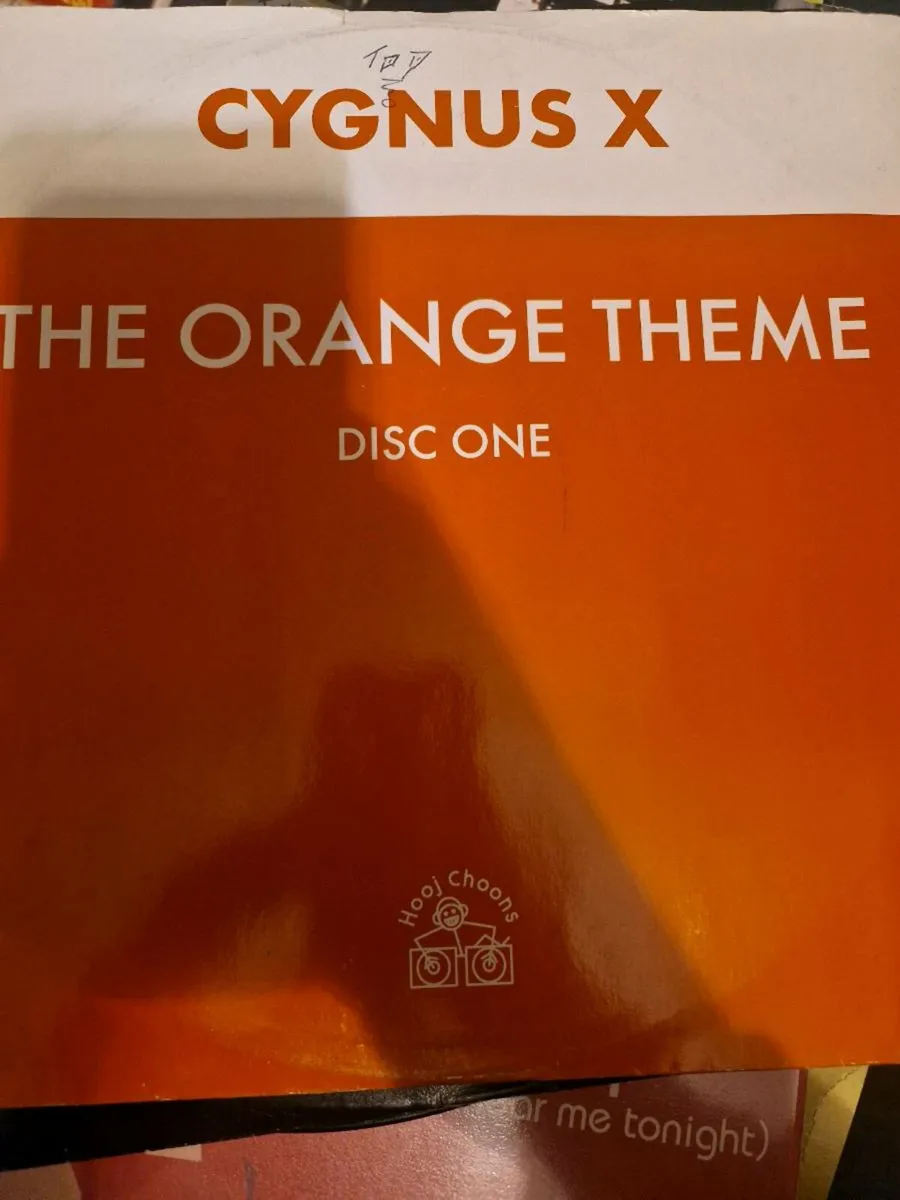 CYGNUS X
THE ORANGE THEME
DISC ONE
Hooj Choons
ar me tonight)